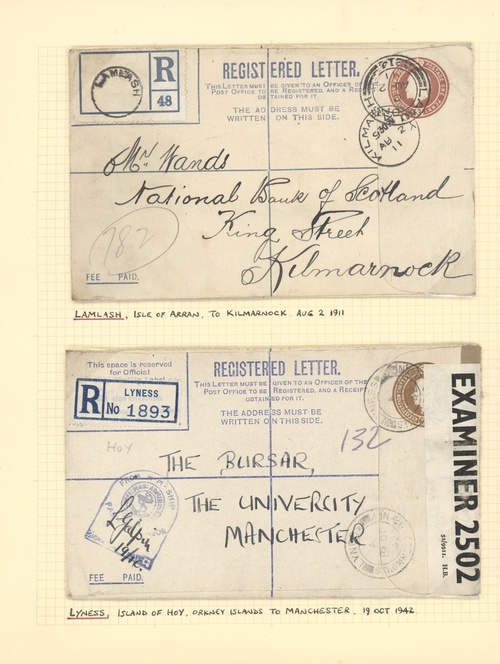 LAMLASH
R
48
REGISTERED LETTER.
THIS LETTER MUST BE GIVEN TO AN OFFICER OF THE
POST OFFICE TO BE REGISTERED, AND A RECEIPT
OBTAINED FOR IT.
THE ADDRESS MUST BE
WRITTEN ON THIS SIDE.
KILMARNOCK
Mr. Wands
National Bank of Scotland
King Street
Kilmarnock
782
FEE PAID.
LAMLASH, ISLE OF ARRAN, TO KILMARNOCK AUG 2 1911
This space is reserved
for Official
REGISTERED LETTER.
THIS LETTER MUST BE GIVEN TO AN OFFICER OF THE
POST OFFICE TO BE REGISTERED, AND A RECEIPT
OBTAINED FOR IT.
THE ADDRESS MUST BE
WRITTEN ON THIS SIDE.
R
LYNESS
No 1893
EXAMINER 2502
HOY
132
THE BURSAR,
THE UNIVERCITY
MANCHESTER
FROM H.M. SHIP
19/10/42.
FEE PAID.
LYNESS, ISLAND OF HOY, ORKNEY ISLANDS TO MANCHESTER. 19 OCT 1942.